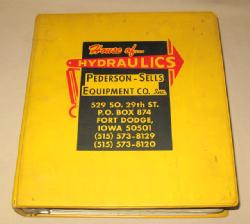 House of...
HYDRAULICS
PEDERSON-SELLS
EQUIPMENT CO. Inc.
529 SO. 29th ST.
P.O. BOX 874
FORT DODGE,
IOWA 50501
(515) 573-8129
(515) 573-8120